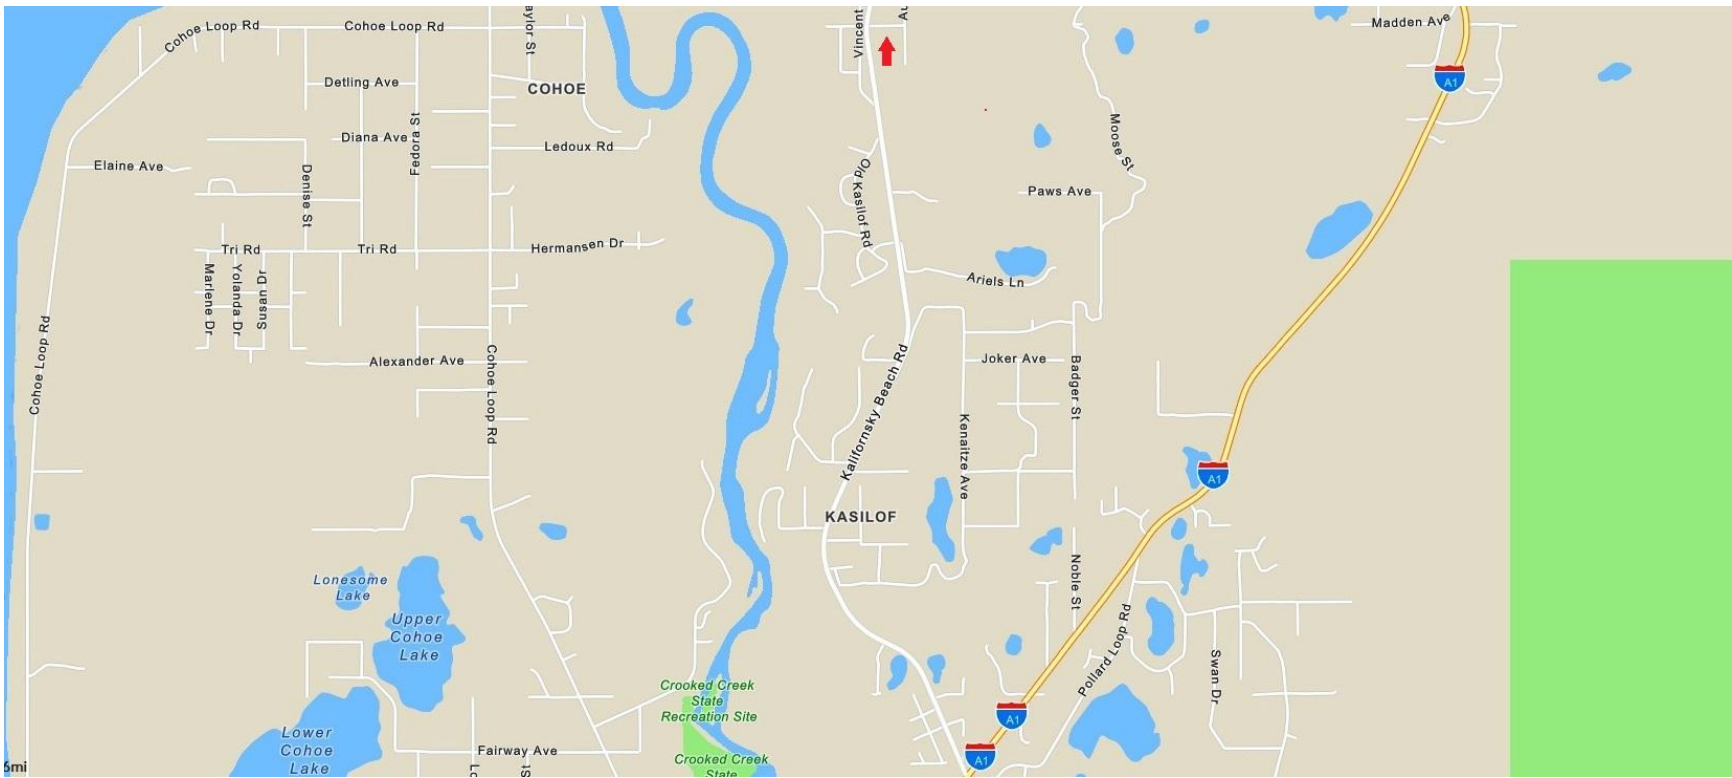 Cohoe Loop Rd
Cohoe Loop Rd
aylor St
Vincent
Au
Madden Ave
A1
Detling Ave
COHOE
Diana Ave
Fedora St
Ledoux Rd
Moose St
Elaine Ave
Denise St
Old Kasilof Rd
Paws Ave
Tri Rd
Tri Rd
Hermansen Dr
Marlene Dr
Yolanda Dr
Susan Dr
Ariels Ln
Cohoe Loop Rd
Alexander Ave
Cohoe Loop Rd
Kalifornsky Beach Rd
Joker Ave
Badger St
Kenaitze Ave
A1
KASILOF
Lonesome
Lake
Upper
Cohoe
Lake
Noble St
Pollard Loop Rd
Swan Dr
Crooked Creek
State
Recreation Site
A1
Lower
Cohoe
Lake
Fairway Ave
Lo
St
Crooked Creek
State
A1
6mi